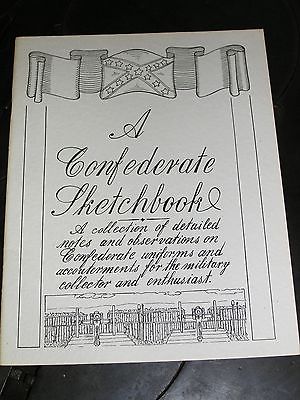 A
Confederate
Sketchbook
A collection of detailed
notes and observations on
Confederate uniforms and
accouterments for the military
collector and enthusiast.